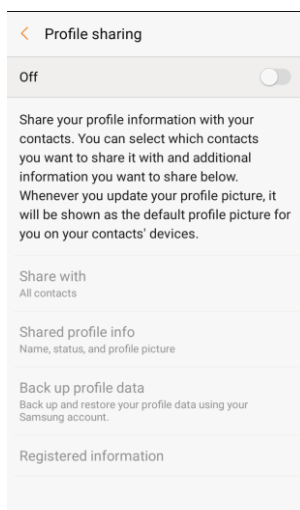 Profile sharing
Off
Share your profile information with your
contacts. You can select which contacts
you want to share it with and additional
information you want to share below.
Whenever you update your profile picture, it
will be shown as the default profile picture for
you on your contacts' devices.
Share with
All contacts
Shared profile info
Name, status, and profile picture
Back up profile data
Back up and restore your profile data using your
Samsung account.
Registered information